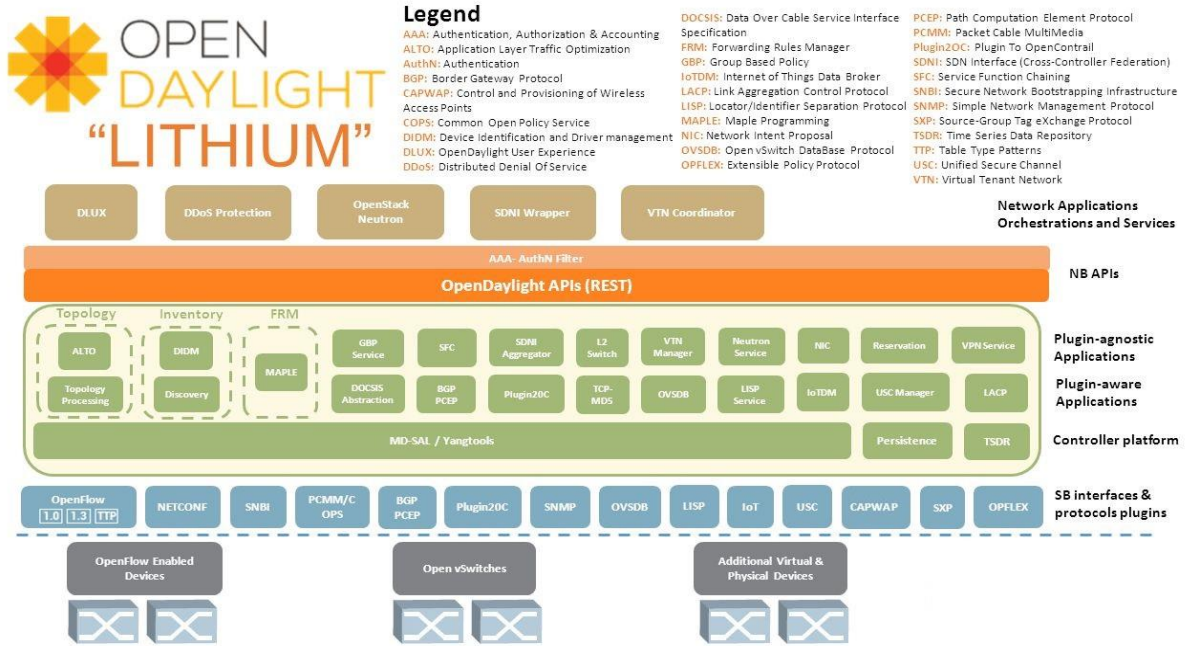 OPEN
DAYLIGHT
"LITHIUM"
Legend
AAA: Authentication, Authorization & Accounting
ALTO: Application Layer Traffic Optimization
AuthN: Authentication
BGP: Border Gateway Protocol
CAPWAP: Control and Provisioning of Wireless
Access Points
COPS: Common Open Policy Service
DIDM: Device Identification and Driver management
DLUX: OpenDaylight User Experience
DDoS: Distributed Denial Of Service
DOCSIS: Data Over Cable Service Interface
Specification
FRM: Forwarding Rules Manager
GBP: Group Based Policy
IoTDM: Internet of Things Data Broker
LACP: Link Aggregation Control Protocol
LISP: Locator/Identifier Separation Protocol
MAPLE: Maple Programming
NIC: Network Intent Proposal
OVSDB: Open vSwitch DataBase Protocol
OPFLEX: Extensible Policy Protocol
PCEP: Path Computation Element Protocol
PCMM: Packet Cable MultiMedia
Plugin2OC: Plugin To OpenContrail
SDNI: SDN Interface (Cross-Controller Federation)
SFC: Service Function Chaining
SNBI: Secure Network Bootstrapping Infrastructure
SNMP: Simple Network Management Protocol
SXP: Source-Group Tag eXchange Protocol
TSDR: Time Series Data Repository
TTP: Table Type Patterns
USC: Unified Secure Channel
VTN: Virtual Tenant Network
DLUX
DDoS Protection
OpenStack
Neutron
SDNI Wrapper
VTN Coordinator
Network Applications
Orchestrations and Services
AAA- AuthN Filter
OpenDaylight APIs (REST)
NB APIs
Topology
Inventory
FRM
ALTO
DIDM
MAPLE
Topology
Processing
Discovery
GBP
Service
SFC
SDNI
Aggregator
L2
Switch
VTN
Manager
Neutron
Service
NIC
Reservation
VPN Service
Plugin-agnostic
Applications
DOCSIS
Abstraction
BGP
PCEP
Plugin20C
TCP-
MD5
OVSDB
LISP
Service
IoTDM
USC Manager
LACP
Plugin-aware
Applications
MD-SAL / Yangtools
Persistence
TSDR
Controller platform
OpenFlow
1.0 1.3 TTP
NETCONF
SNBI
PCMM/C
OPS
BGP
PCEP
Plugin20C
SNMP
OVSDB
LISP
IoT
USC
CAPWAP
SXP
OPFLEX
SB interfaces &
protocols plugins
OpenFlow Enabled
Devices
Open vSwitches
Additional Virtual &
Physical Devices